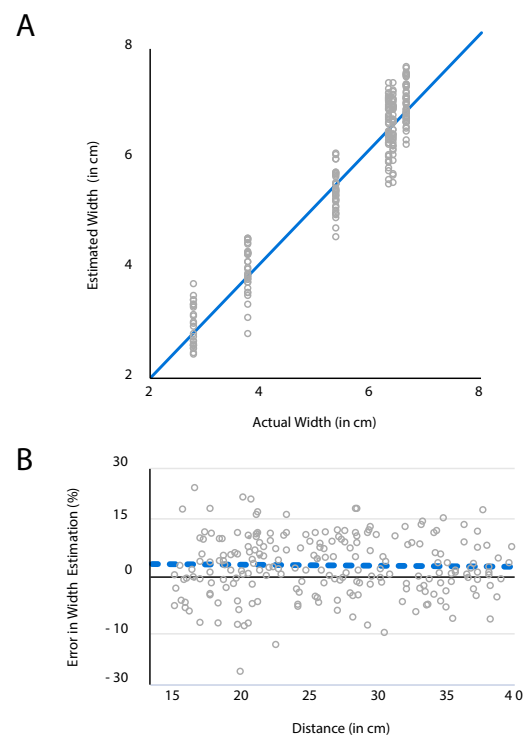 A
8
6
4
2
Estimated Width (in cm)
2 4 6 8
Actual Width (in cm)
B
30
15
0
- 10
- 30
Error in Width Estimation (%)
15 20 25 30 35 4 0
Distance (in cm)